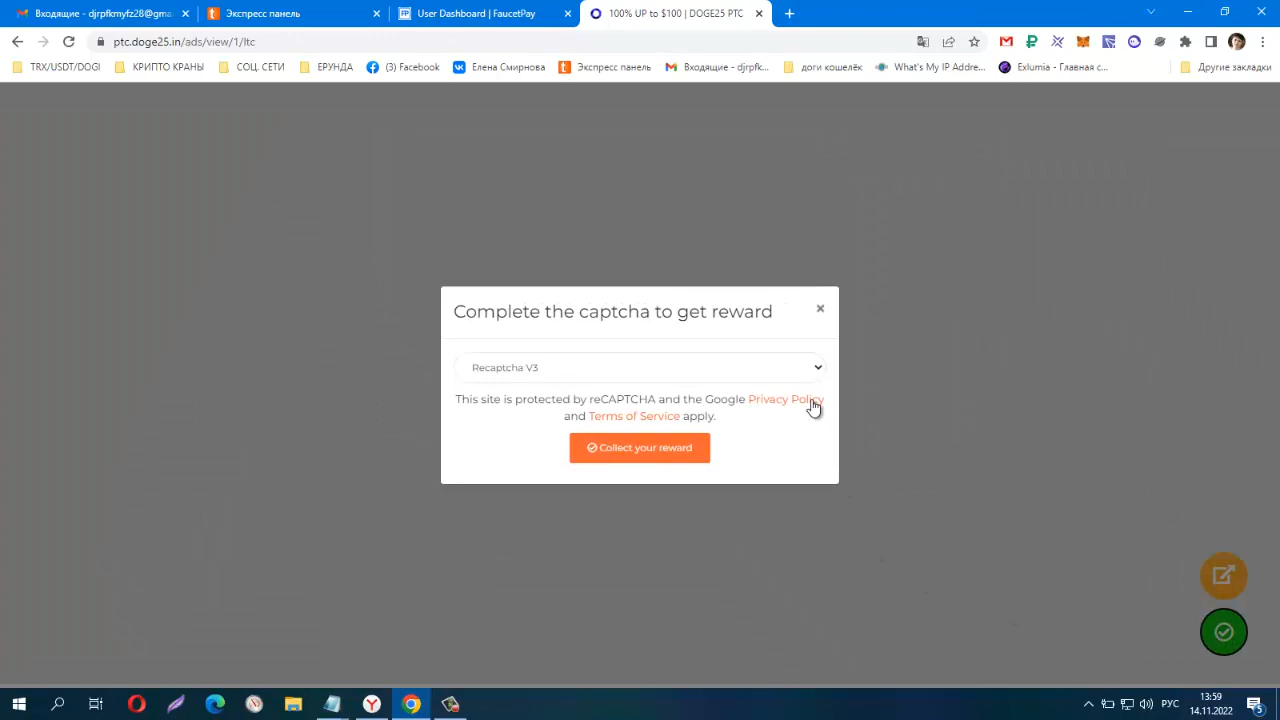 Входящие - djrpfkmyfz28@gma
Экспресс панель
User Dashboard | FaucetPay
100% UP to $100 | DOGE25 PTC
ptc.doge25.in/ads/view/1/ltc
TRX/USDT/DOGI
КРИПТО КРАНЫ
СОЦ. СЕТИ
ЕРУНДА
(3) Facebook
Елена Смирнова
Экспресс панель
Входящие - djrpfk...
доги кошелёк
What's My IP Addre...
Exlumia - Главная с...
Другие закладки
Complete the captcha to get reward
Recaptcha V3
This site is protected by reCAPTCHA and the Google Privacy Policy
and Terms of Service apply.
Collect your reward
РУС
13:59
14.11.2022
5